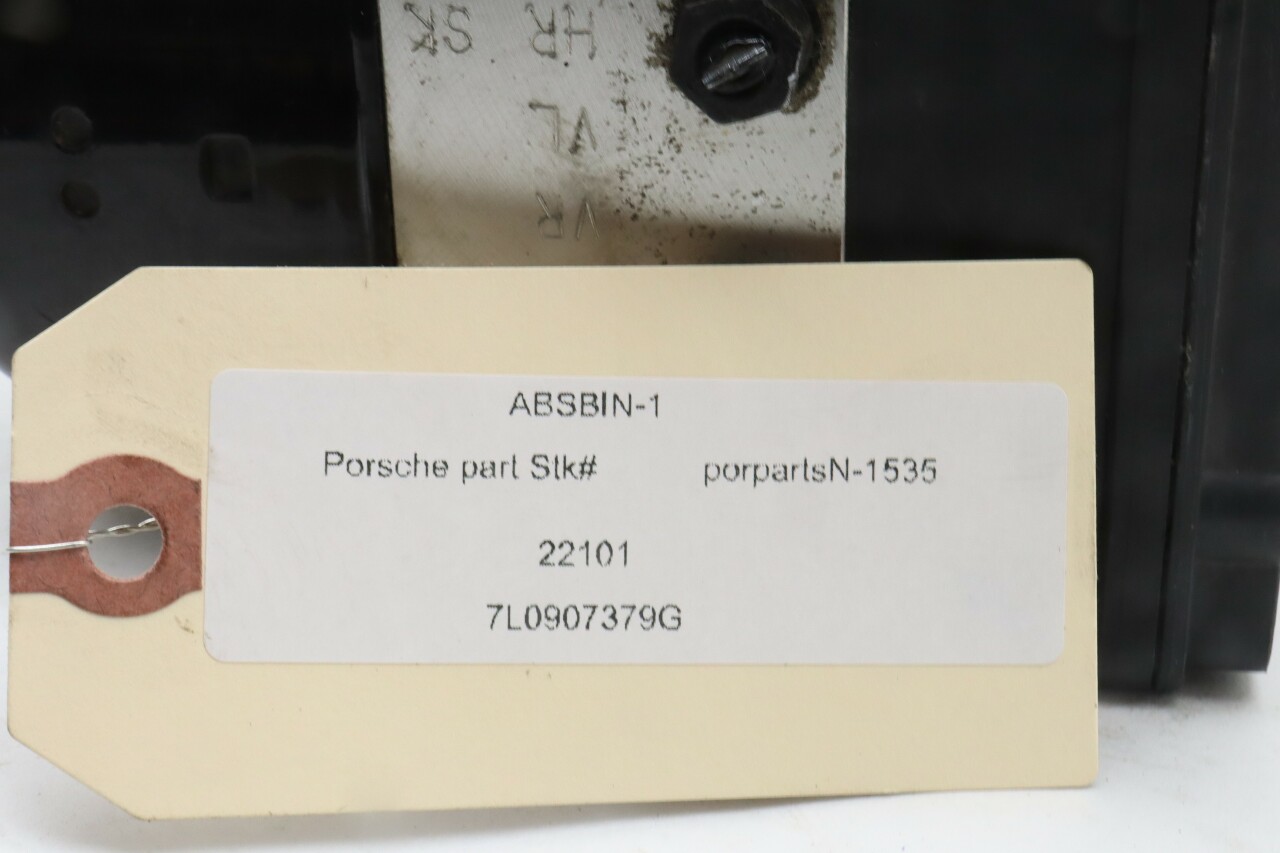 SK HR
VL
VR
ABSBIN-1
Porsche part Stk# porpartsN-1535
22101
7L0907379G